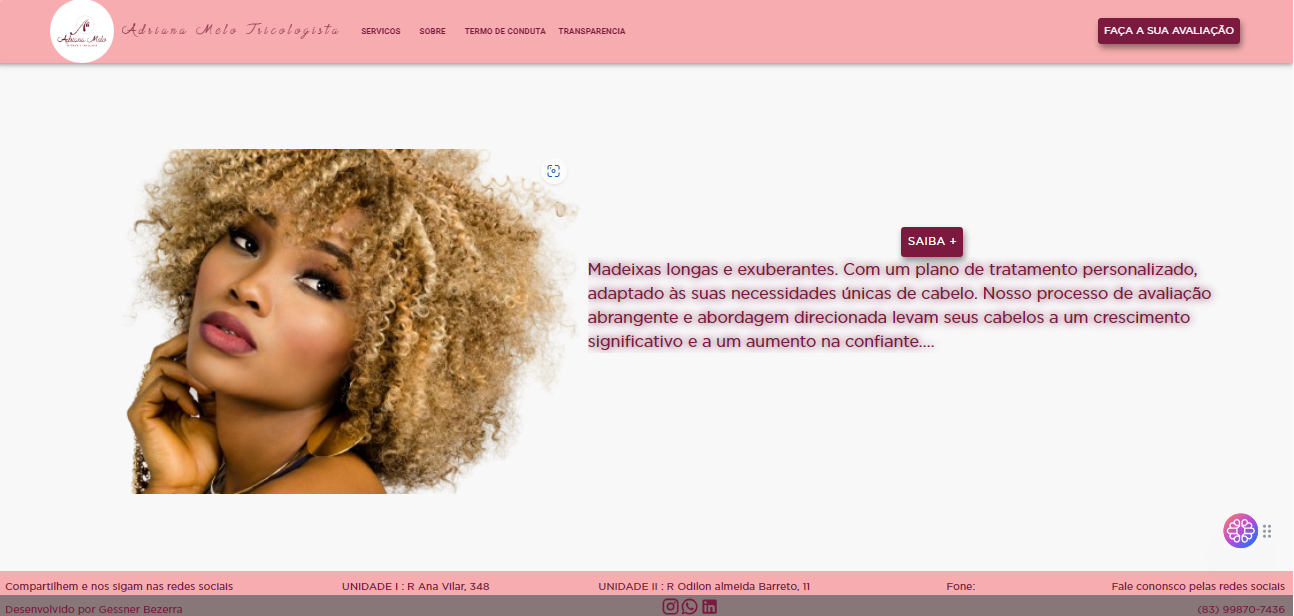 Adriana Melo
Adriana Melo Tricologista
SERVICOS
SOBRE
TERMO DE CONDUTA
TRANSPARENCIA
FAÇA A SUA AVALIAÇÃO
SAIBA +
Madeixas longas e exuberantes. Com um plano de tratamento personalizado,
adaptado às suas necessidades únicas de cabelo. Nosso processo de avaliação
abrangente e abordagem direcionada levam seus cabelos a um crescimento
significativo e a um aumento na confiante....
Compartilhem e nos sigam nas redes sociais
UNIDADE I : R Ana Vilar, 348
UNIDADE II : R Odilon almeida Barreto, 11
Fone:
Fale cononsco pelas redes sociais
Desenvolvido por Gessner Bezerra
(83) 99870-7436